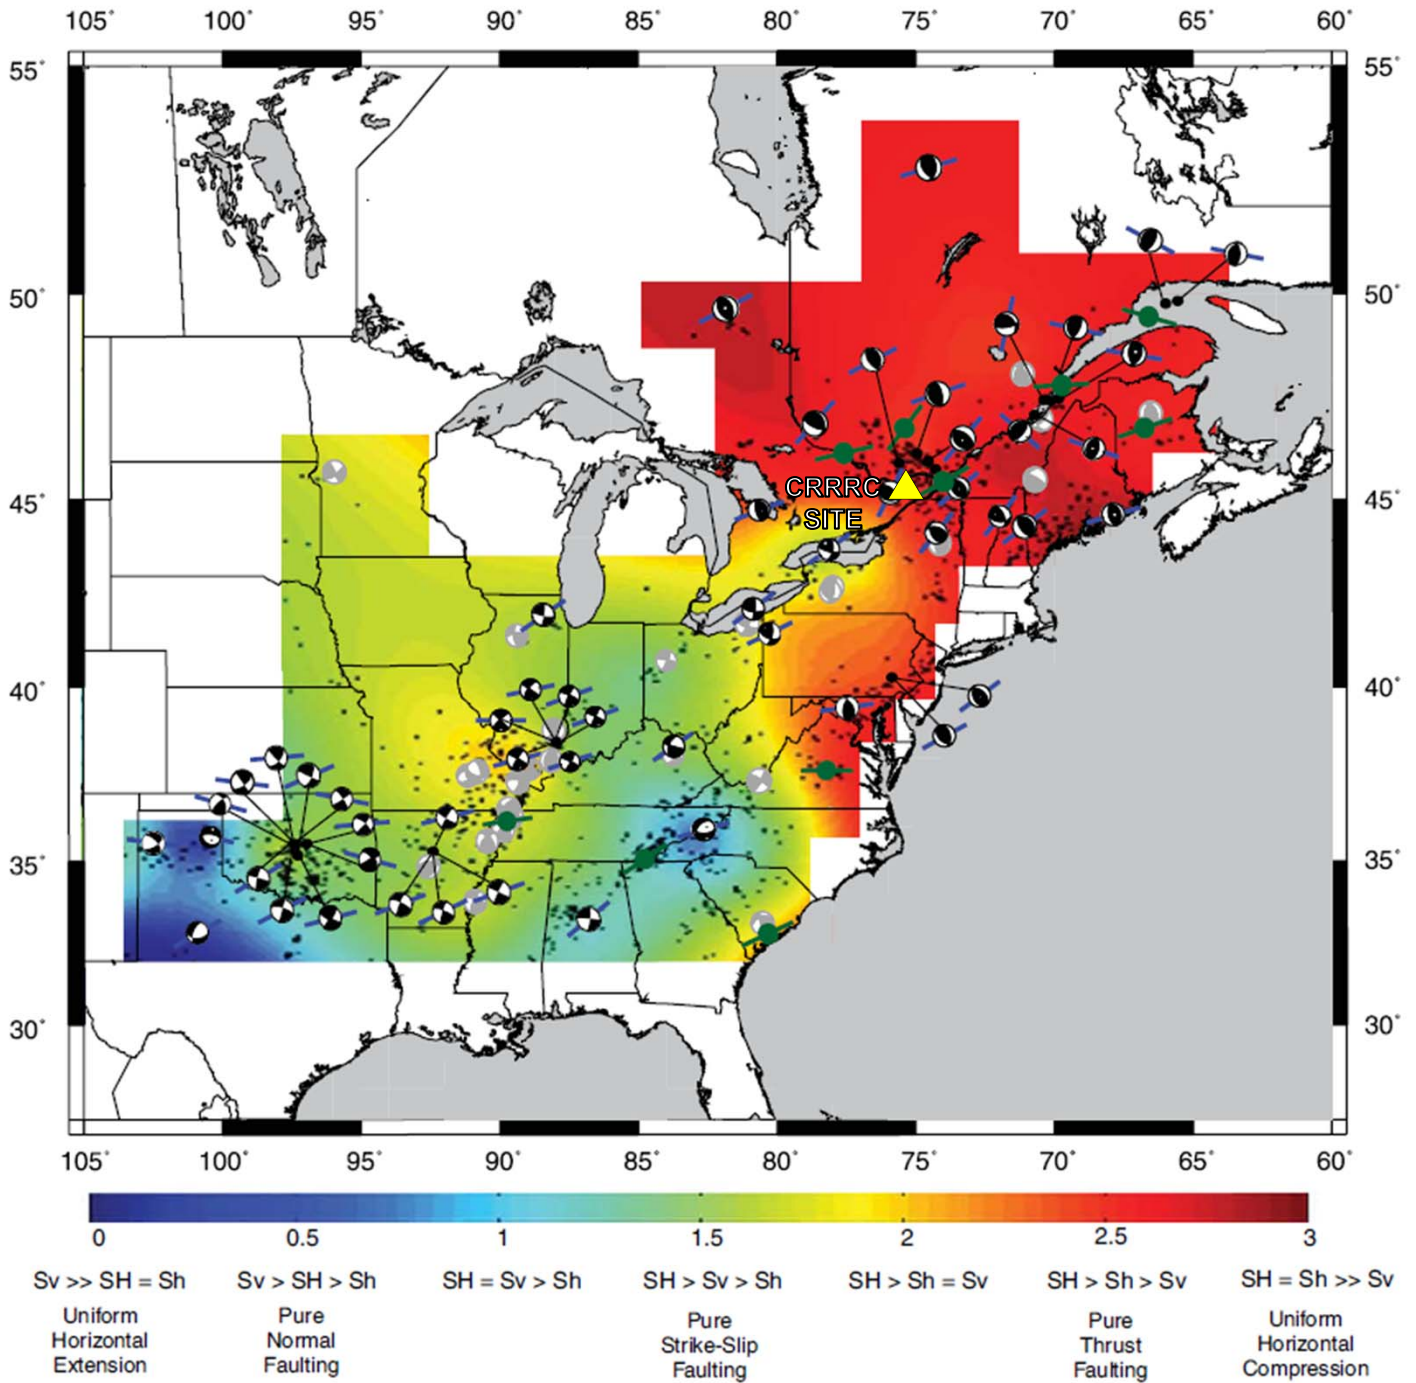 105° 100° 95° 90° 85° 80° 75° 70° 65° 60°
55° 55°
50° 50°
45° 45°
CRRRC
SITE
40° 40°
35° 35°
30° 30°
105° 100° 95° 90° 85° 80° 75° 70° 65° 60°
0 0.5 1 1.5 2 2.5 3
Sv >> SH = Sh Sv > SH > Sh SH = Sv > Sh SH > Sv > Sh SH > Sh = Sv SH > Sh > Sv SH = Sh >> Sv
Uniform Pure Pure Pure Uniform
Horizontal Normal Strike-Slip Thrust Horizontal
Extension Faulting Faulting Faulting Compression